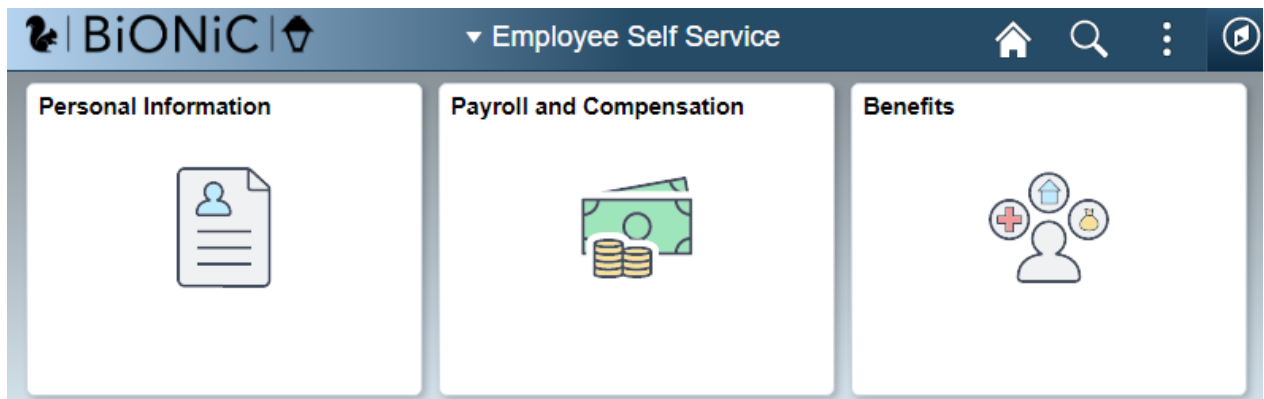 BiONiC
Employee Self Service
Personal Information
Payroll and Compensation
Benefits